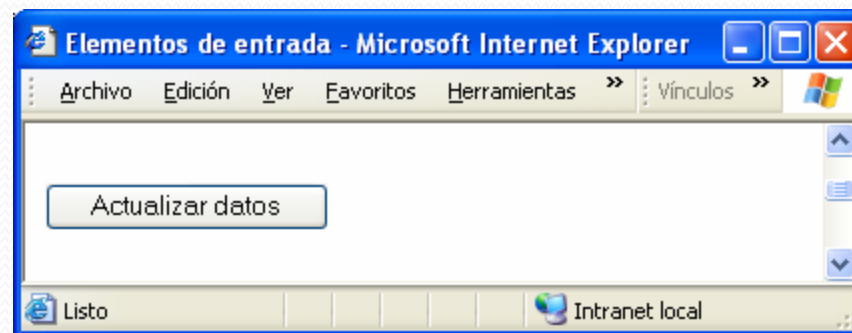 Elementos de entrada - Microsoft Internet Explorer
Archivo Edición Ver Favoritos Herramientas » Vínculos »
Actualizar datos
Listo Intranet local